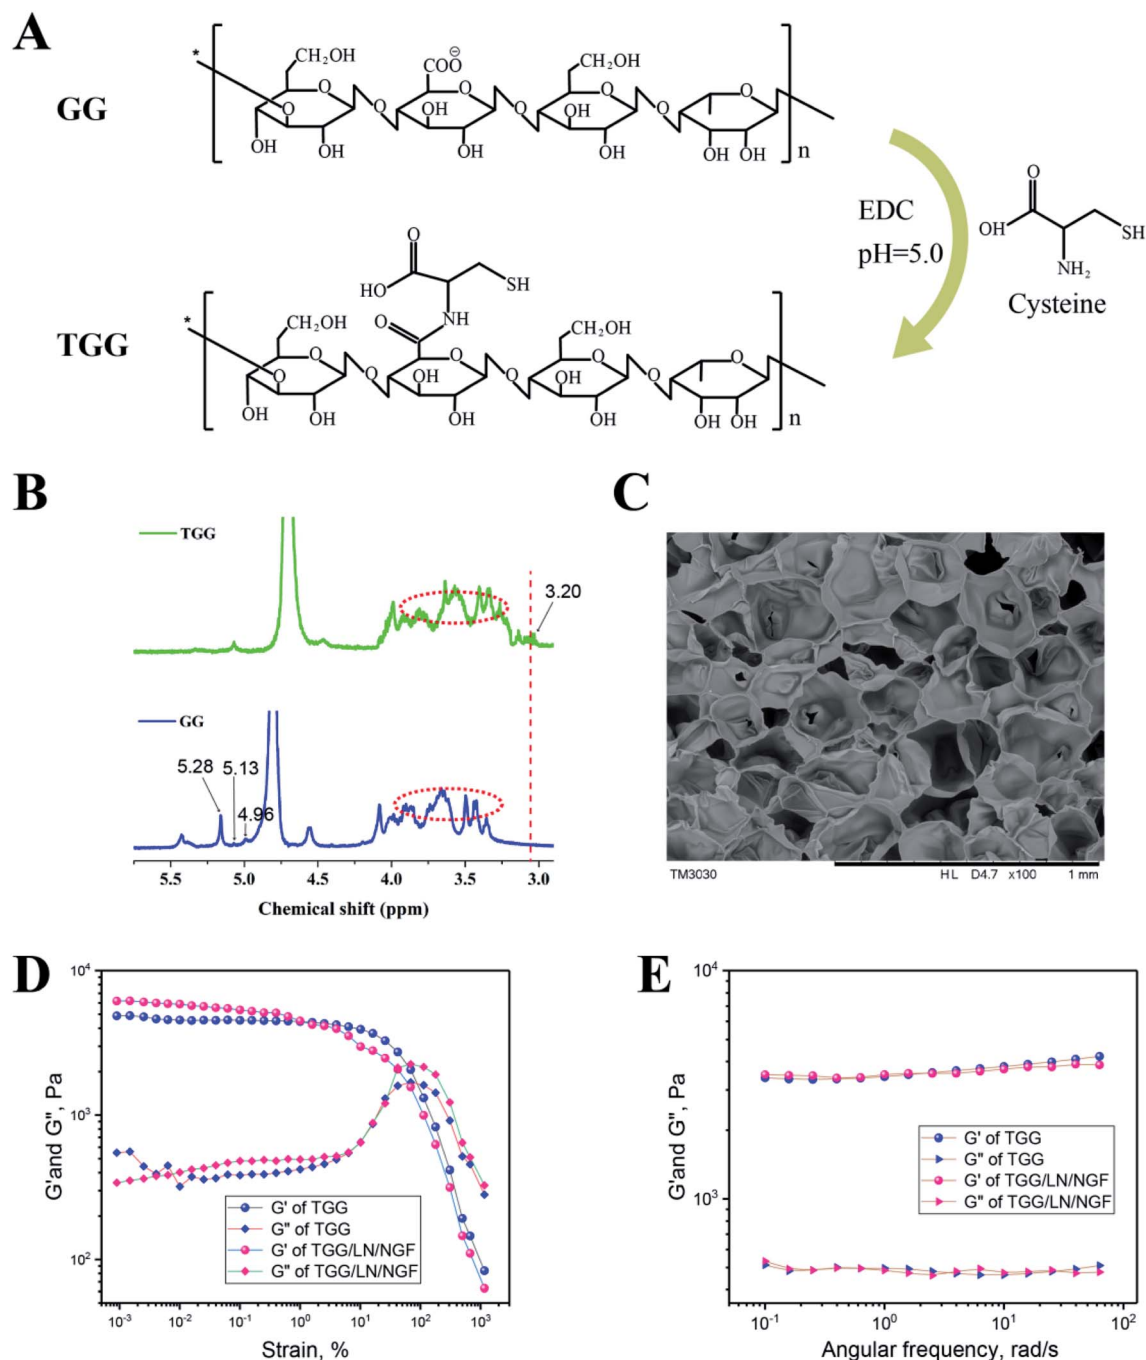 A
GG
*
CH₂OH
COO⊖
CH₂OH
O O O O
O O O O
OH OH OH
OH OH OH OH OH OH
n
EDC
pH=5.0
O
OH
SH
NH₂
Cysteine
TGG
*
O
HO
SH
NH
O
CH₂OH
CH₂OH
O O O O
O O O O
OH OH
OH OH OH OH OH OH
n
B
TGG
3.20
GG
5.28
5.13
4.96
5.5 5.0 4.5 4.0 3.5 3.0
Chemical shift (ppm)
C
TM3030
HL D4.7 x100 1 mm
D
G'and G", Pa
10⁴
10³
10²
G' of TGG
G" of TGG
G' of TGG/LN/NGF
G" of TGG/LN/NGF
10⁻³ 10⁻² 10⁻¹ 10⁰ 10¹ 10² 10³
Strain, %
E
G'and G", Pa
10⁴
10³
G' of TGG
G" of TGG
G' of TGG/LN/NGF
G" of TGG/LN/NGF
10⁻¹ 10⁰ 10¹ 10²
Angular frequency, rad/s